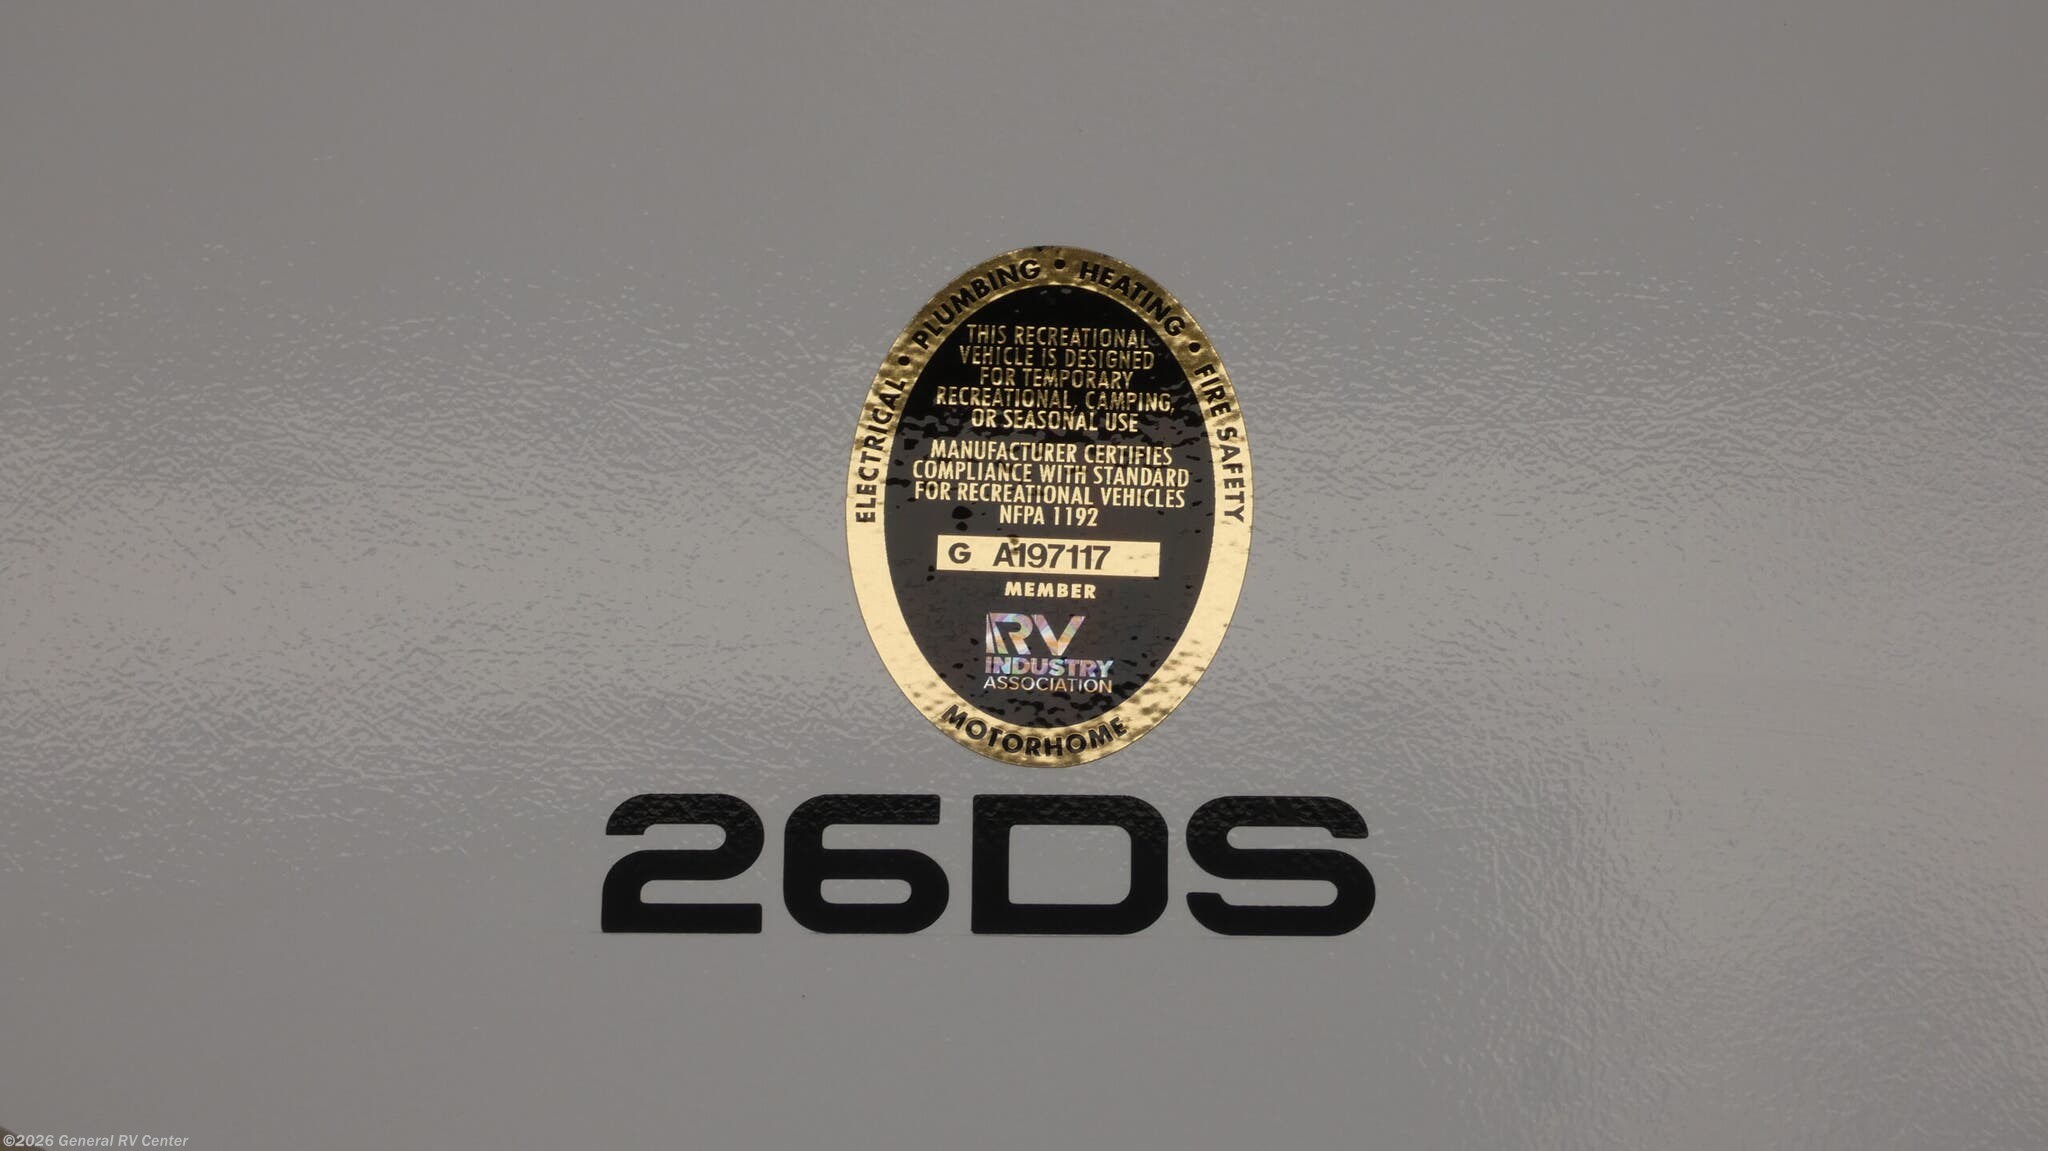 ELECTRICAL • PLUMBING • HEATING • FIRE SAFETY
THIS RECREATIONAL
VEHICLE IS DESIGNED
FOR TEMPORARY
RECREATIONAL, CAMPING,
OR SEASONAL USE
MANUFACTURER CERTIFIES
COMPLIANCE WITH STANDARD
FOR RECREATIONAL VEHICLES
NFPA 1192
G A197117
MEMBER
RV
INDUSTRY
ASSOCIATION
MOTORHOME
26DS
©2026 General RV Center